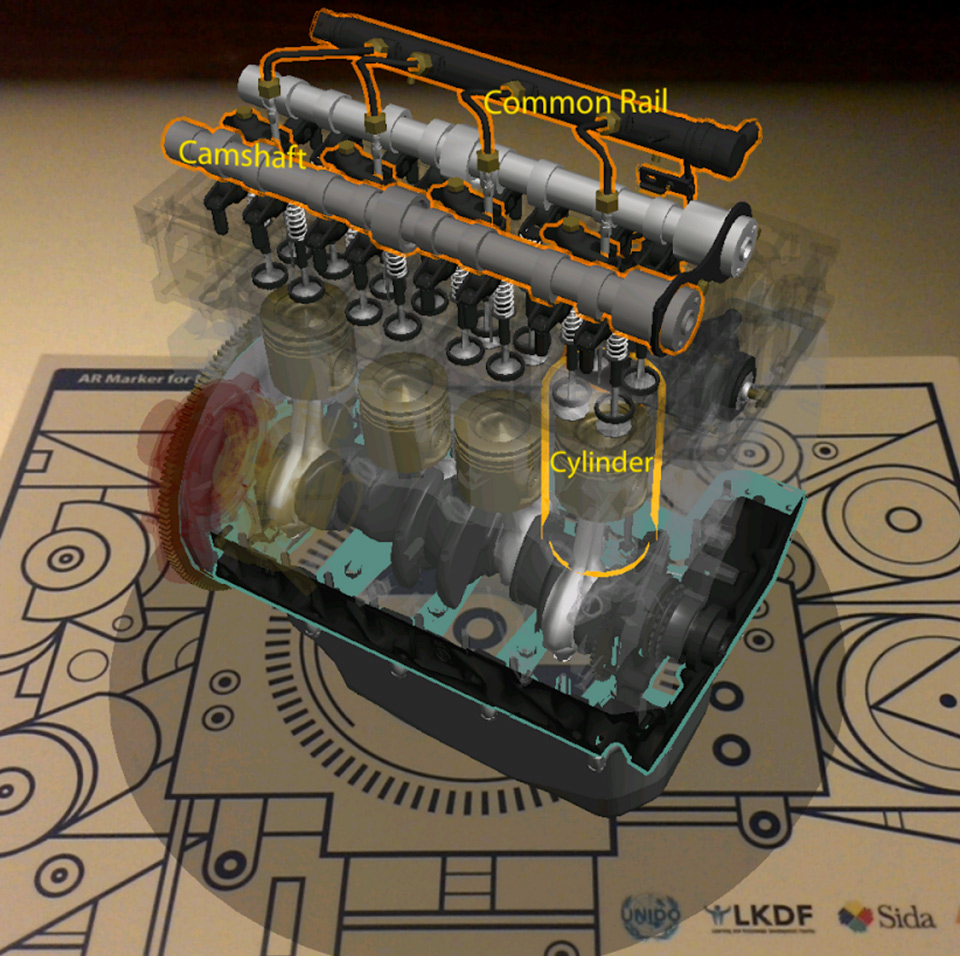 Common Rail
Camshaft
AR Marker for
Cylinder
UNIDO
LKDF
Sida